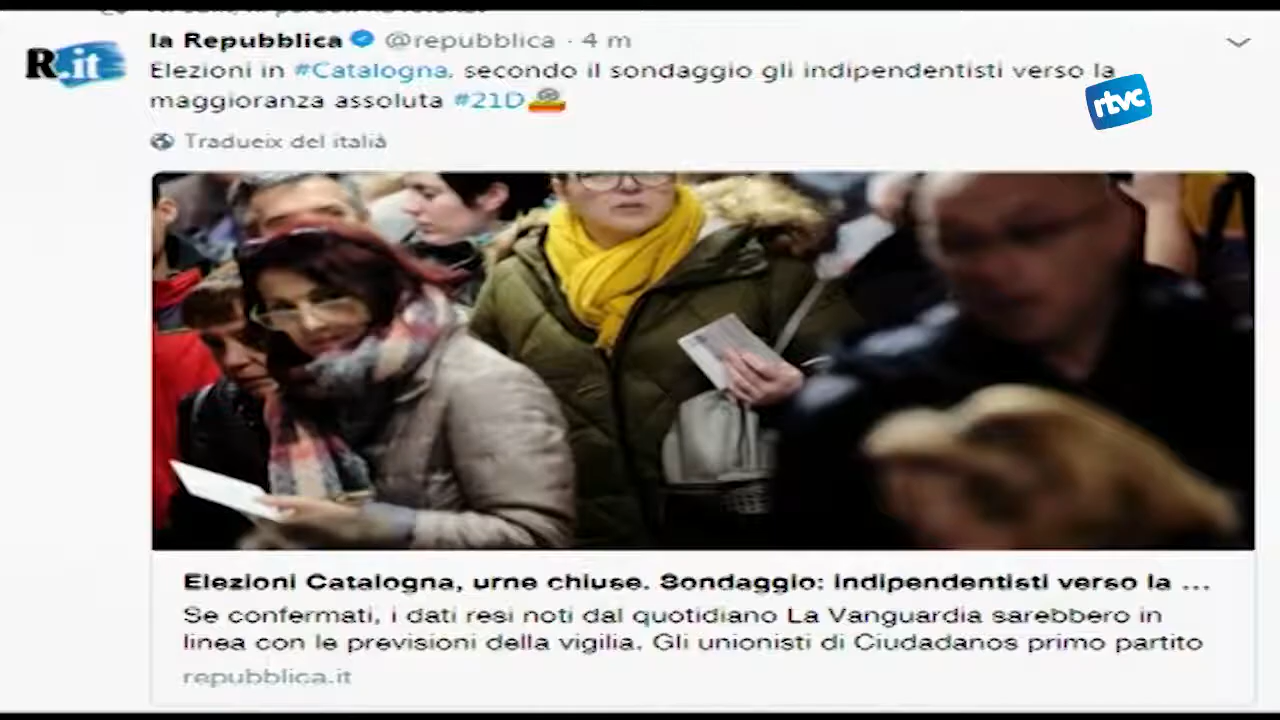 la Repubblica @repubblica · 4 m
R.it
Elezioni in #Catalogna, secondo il sondaggio gli indipendentisti verso la
maggioranza assoluta #21D
rtvc
Tradueix del italià
Elezioni Catalogna, urne chiuse. Sondaggio: indipendentisti verso la ...
Se confermati, i dati resi noti dal quotidiano La Vanguardia sarebbero in
linea con le previsioni della vigilia. Gli unionisti di Ciudadanos primo partito
repubblica.it